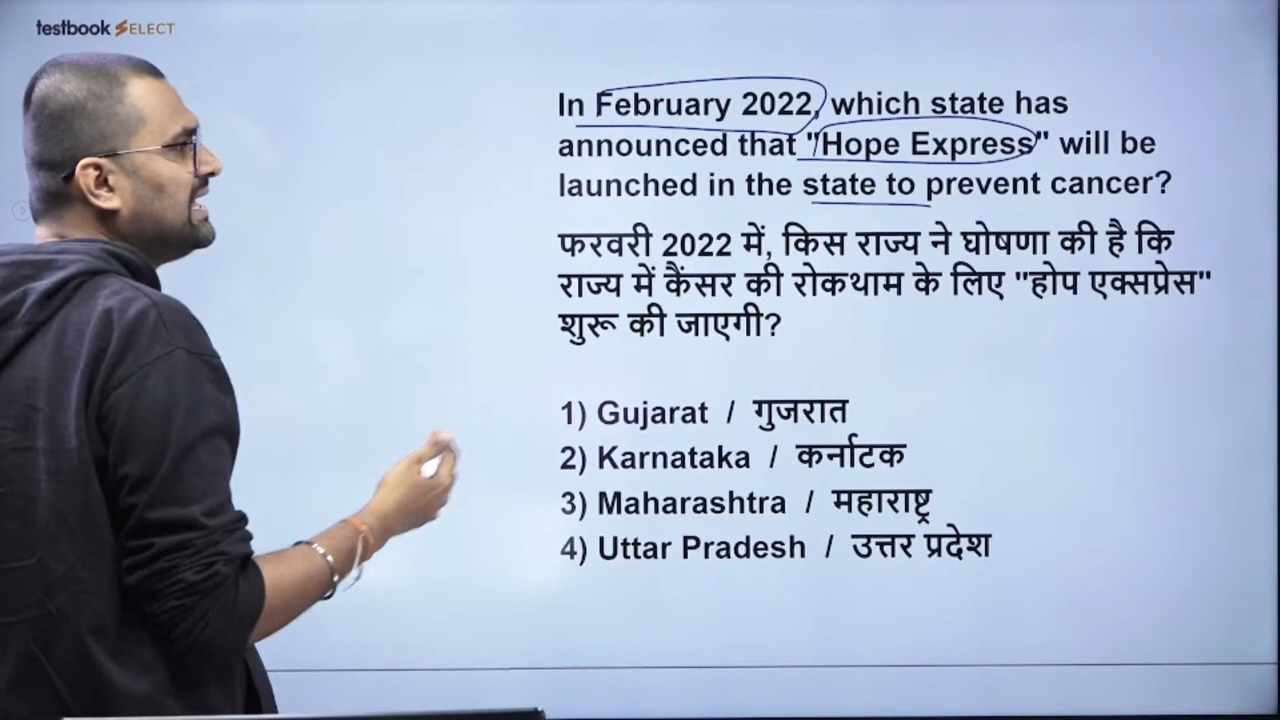 testbook SELECT
In February 2022, which state has
announced that "Hope Express" will be
launched in the state to prevent cancer?
फरवरी 2022 में, किस राज्य ने घोषणा की है कि
राज्य में कैंसर की रोकथाम के लिए "होप एक्सप्रेस"
शुरू की जाएगी?
1) Gujarat / गुजरात
2) Karnataka / कर्नाटक
3) Maharashtra / महाराष्ट्र
4) Uttar Pradesh / उत्तर प्रदेश